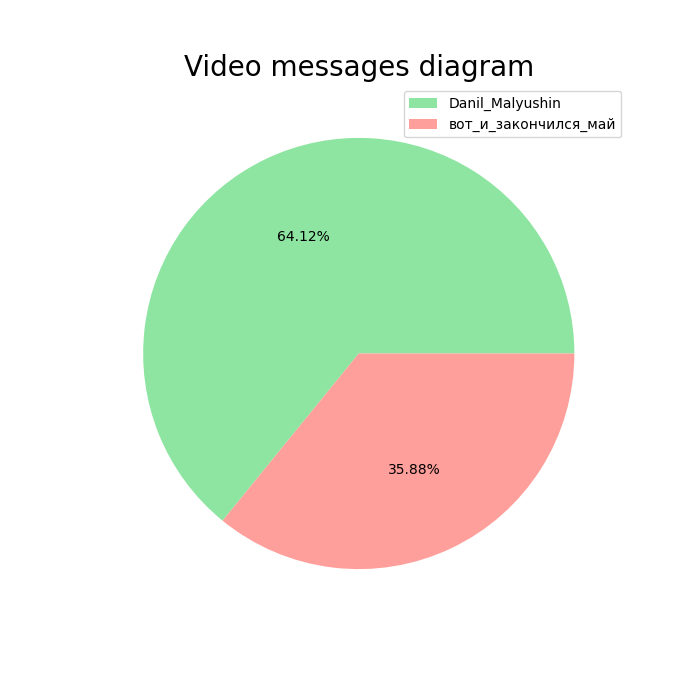 Video messages diagram
Danil_Malyushin
вот_и_закончился_май
64.12%
35.88%